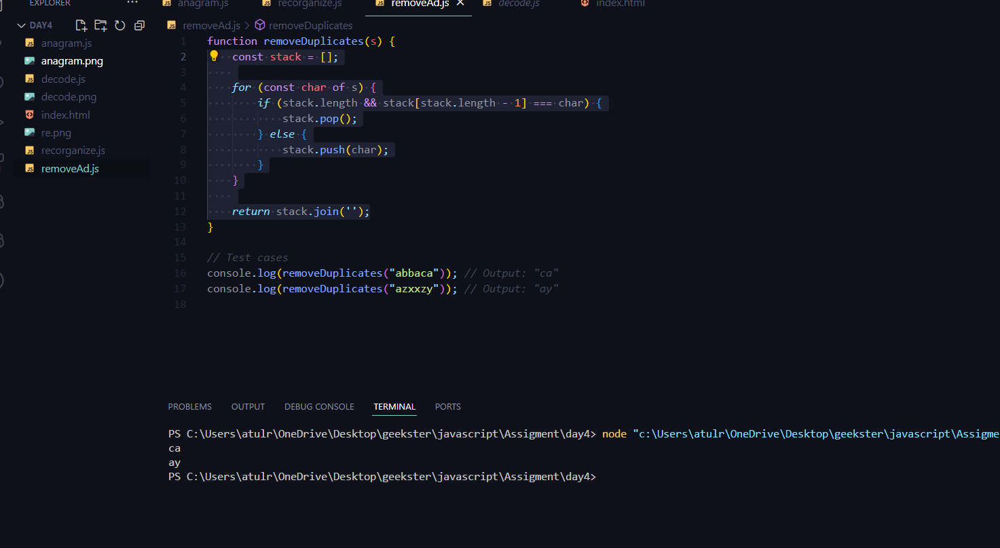 EXPLORER ...
anagram.js recorganize.js removeAd.js × decode.js index.html
DAY4
removeAd.js > removeDuplicates
anagram.js
anagram.png
decode.js
decode.png
index.html
re.png
recorganize.js
removeAd.js
1 function removeDuplicates(s) {
2     const stack = [];
3
4     for (const char of s) {
5         if (stack.length && stack[stack.length - 1] === char) {
6             stack.pop();
7         } else {
8             stack.push(char);
9         }
10     }
11
12     return stack.join('');
13 }
14
15 // Test cases
16 console.log(removeDuplicates("abbaca")); // Output: "ca"
17 console.log(removeDuplicates("azxxzy")); // Output: "ay"
18
PROBLEMS OUTPUT DEBUG CONSOLE TERMINAL PORTS
PS C:\Users\atulr\OneDrive\Desktop\geekster\javascript\Assigment\day4> node "c:\Users\atulr\OneDrive\Desktop\geekster\javascript\Assigme
ca
ay
PS C:\Users\atulr\OneDrive\Desktop\geekster\javascript\Assigment\day4>